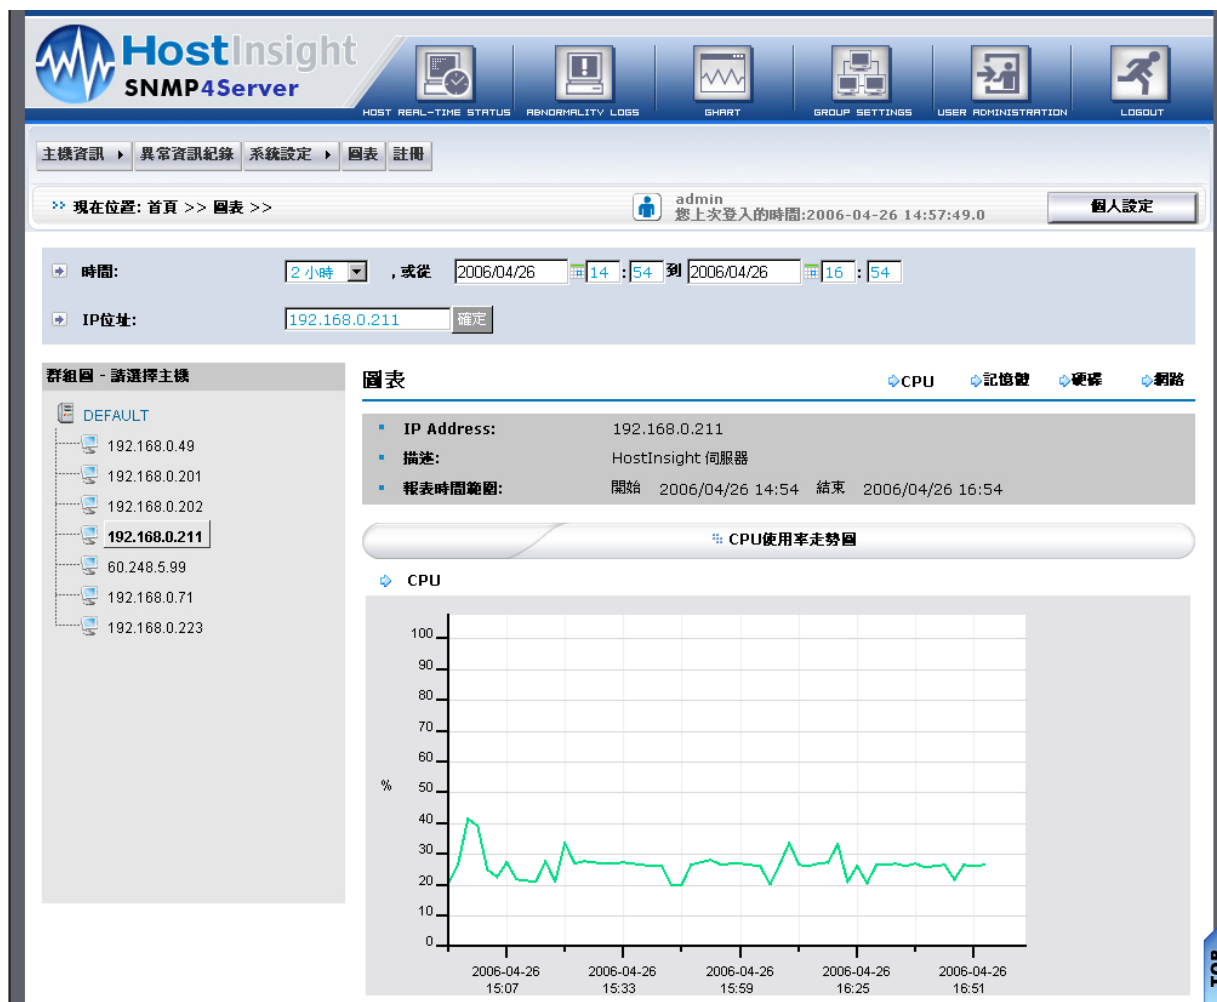 HostInsight
SNMP4Server
HOST REAL-TIME STATUS
ABNORMALITY LOGS
GHART
GROUP SETTINGS
USER ADMINISTRATION
LOGOUT
主機資訊 異常資訊紀錄 系統設定 圖表 註冊
現在位置: 首頁 >> 圖表 >>
admin
您上次登入的時間:2006-04-26 14:57:49.0
個人設定
時間: 2 小時 , 或從 2006/04/26 14 : 54 到 2006/04/26 16 : 54
IP位址: 192.168.0.211 確定
群組圖 - 請選擇主機
DEFAULT
192.168.0.49
192.168.0.201
192.168.0.202
192.168.0.211
60.248.5.99
192.168.0.71
192.168.0.223
圖表 CPU 記憶體 硬碟 網路
IP Address: 192.168.0.211
描述: HostInsight 伺服器
報表時間範圍: 開始 2006/04/26 14:54 結束 2006/04/26 16:54
CPU使用率走勢圖
CPU
100
90
80
70
60
% 50
40
30
20
10
0
2006-04-26 2006-04-26 2006-04-26 2006-04-26 2006-04-26
15:07 15:33 15:59 16:25 16:51
TOP